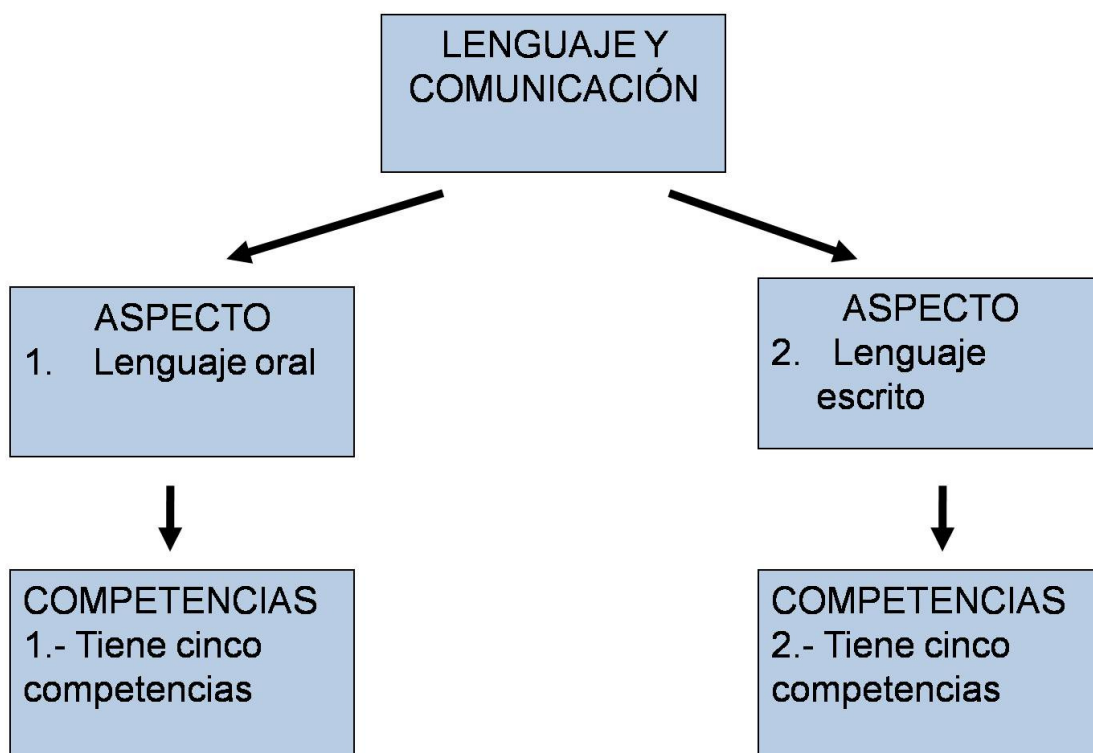 LENGUAJE Y
COMUNICACIÓN
ASPECTO
1. Lenguaje oral
ASPECTO
2. Lenguaje
escrito
COMPETENCIAS
1.- Tiene cinco
competencias
COMPETENCIAS
2.- Tiene cinco
competencias